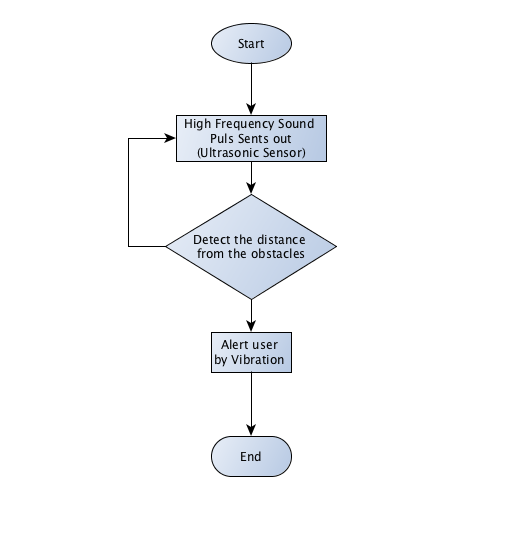 Start
High Frequency Sound
Puls Sents out
(Ultrasonic Sensor)
Detect the distance
from the obstacles
Alert user
by Vibration
End